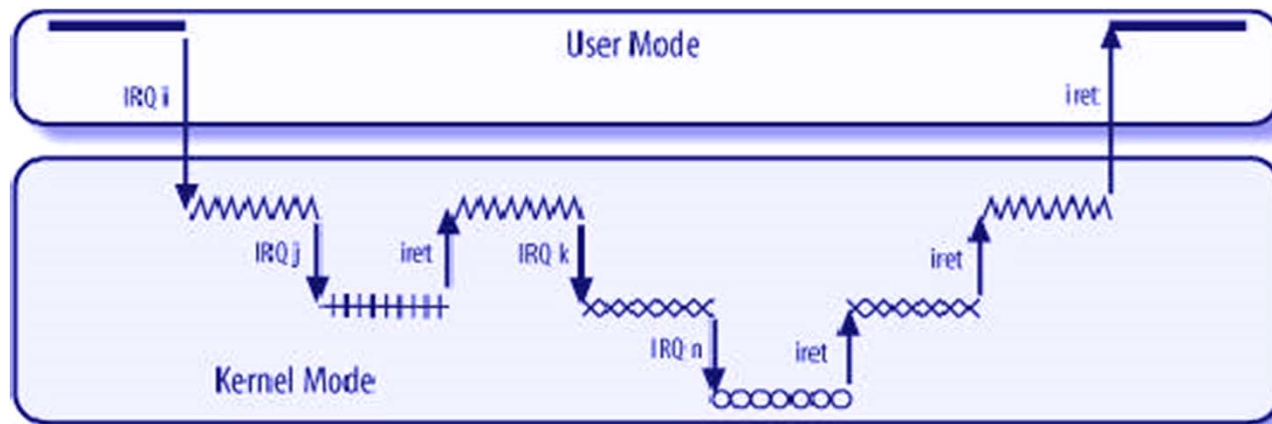 User Mode
IRQ i
iret
IRQ j
iret
IRQ k
iret
IRQ n
iret
Kernel Mode